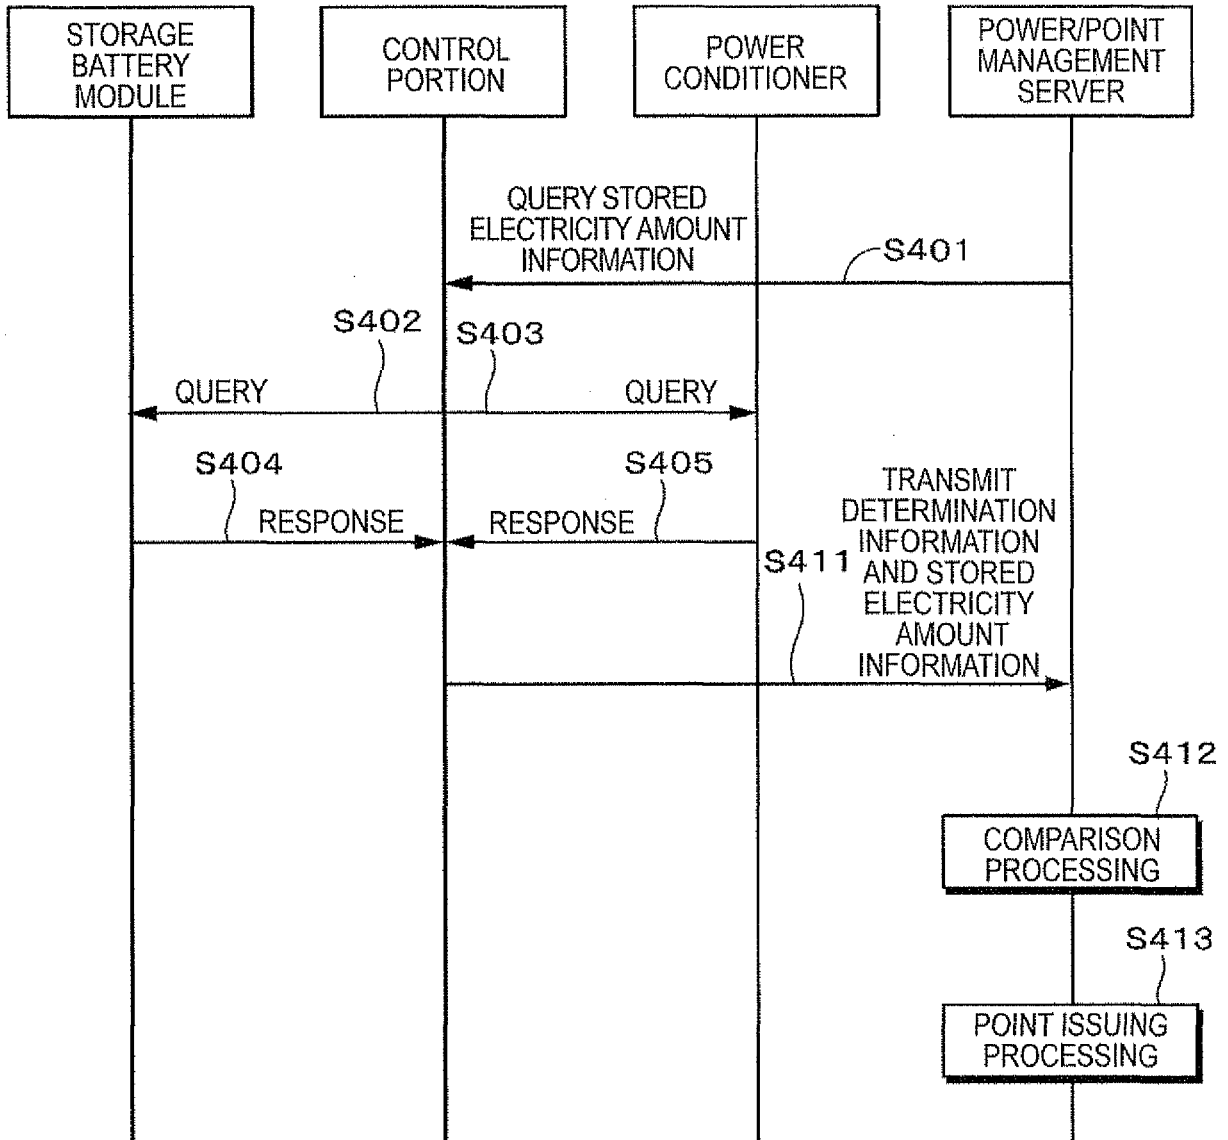 STORAGE
BATTERY
MODULE
CONTROL
PORTION
POWER
CONDITIONER
POWER/POINT
MANAGEMENT
SERVER
QUERY STORED
ELECTRICITY AMOUNT
INFORMATION
S401
S402
S403
QUERY
QUERY
S404
S405
RESPONSE
RESPONSE
TRANSMIT
DETERMINATION
INFORMATION
AND STORED
ELECTRICITY
AMOUNT
INFORMATION
S411
S412
COMPARISON
PROCESSING
S413
POINT ISSUING
PROCESSING